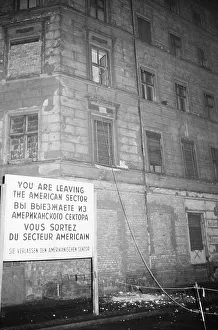 YOU ARE LEAVING
THE AMERICAN SECTOR
ВЫ ВЫЕЗЖАЕТЕ ИЗ
АМЕРИКАНСКОГО СЕКТОРА
VOUS SORTEZ
DU SECTEUR AMERICAIN
SIE VERLASSEN DEN AMERIKANISCHEN SEKTOR